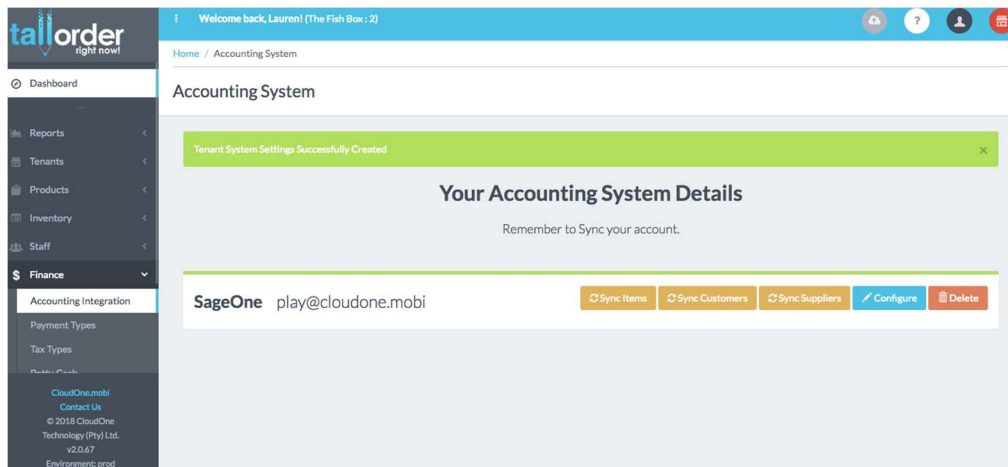 tallorder
right now!
Welcome back, Lauren! (The Fish Box : 2)
?
Home / Accounting System
Dashboard
Accounting System
Reports
Tenants
Products
Inventory
Staff
$ Finance
Accounting Integration
Payment Types
Tax Types
Petty Cash
CloudOne.mobi
Contact Us
© 2018 CloudOne
Technology (Pty) Ltd.
v2.0.67
Environment: prod
Tenant System Settings Successfully Created ×
Your Accounting System Details
Remember to Sync your account.
SageOne play@cloudone.mobi Sync Items Sync Customers Sync Suppliers Configure Delete